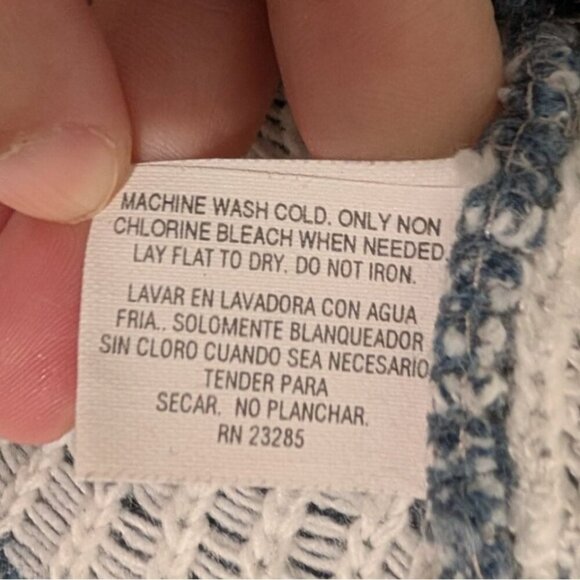 MACHINE WASH COLD. ONLY NON
CHLORINE BLEACH WHEN NEEDED.
LAY FLAT TO DRY. DO NOT IRON.
LAVAR EN LAVADORA CON AGUA
FRIA.. SOLOMENTE BLANQUEADOR
SIN CLORO CUANDO SEA NECESARIO
TENDER PARA
SECAR. NO PLANCHAR.
RN 23285